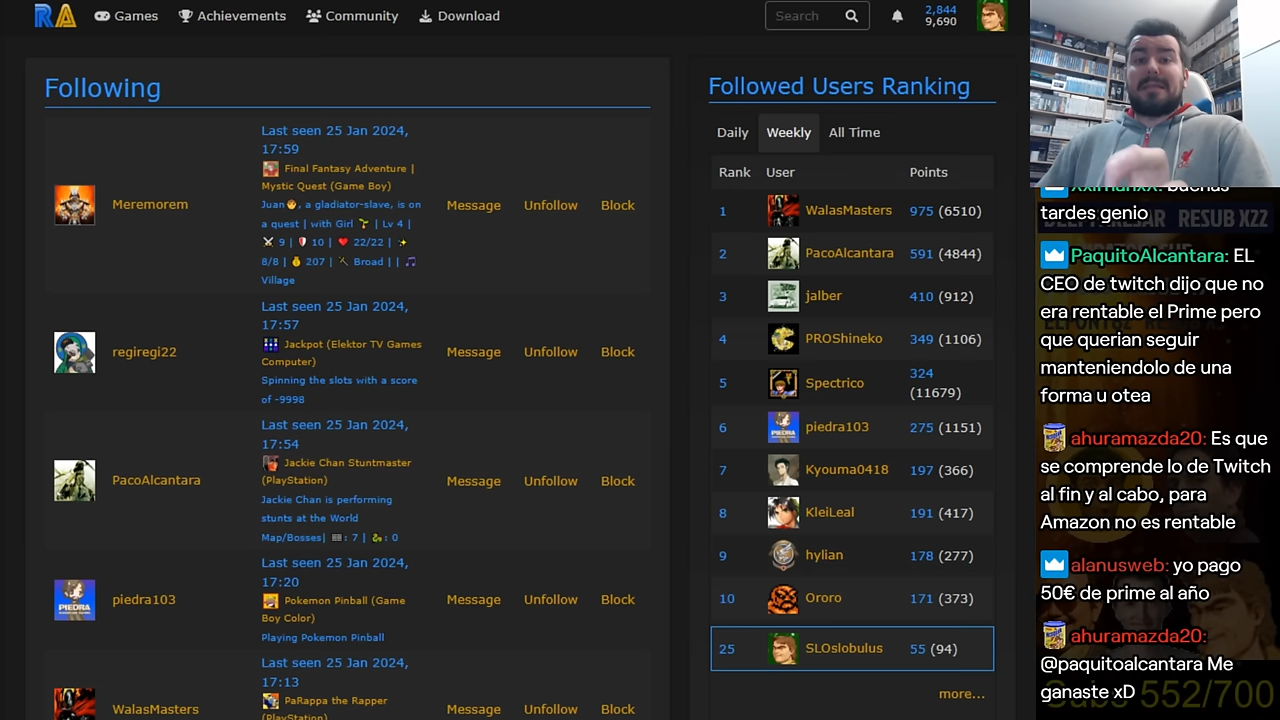 RA Games Achievements Community Download Search 2,844
9,690
Following
Last seen 25 Jan 2024,
17:59
Final Fantasy Adventure |
Mystic Quest (Game Boy)
Meremorem
Juan, a gladiator-slave, is on
a quest | with Girl | Lv 4 |
9 | 10 | 22/22 |
8/8 | 207 | Broad | |
Village
Message Unfollow Block
Last seen 25 Jan 2024,
17:57
regiregi22
Jackpot (Elektor TV Games
Computer)
Spinning the slots with a score
of -9998
Message Unfollow Block
Last seen 25 Jan 2024,
17:54
Jackie Chan Stuntmaster
(PlayStation)
PacoAlcantara
Jackie Chan is performing
stunts at the World
Map/Bosses| : 7 | : 0
Message Unfollow Block
Last seen 25 Jan 2024,
17:20
piedra103
PIEDRA
Pokemon Pinball (Game
Boy Color)
Playing Pokemon Pinball
Message Unfollow Block
Last seen 25 Jan 2024,
17:13
PaRappa the Rapper
(PlayStation)
WalasMasters
Message Unfollow Block
Followed Users Ranking
Daily Weekly All Time
Rank User Points
1 WalasMasters 975 (6510)
2 PacoAlcantara 591 (4844)
3 jalber 410 (912)
4 PROShineko 349 (1106)
5 Spectrico 324
(11679)
6 PIEDRA piedra103 275 (1151)
7 Kyouma0418 197 (366)
8 KleiLeal 191 (417)
9 hylian 178 (277)
10 Ororo 171 (373)
25 SLOslobulus 55 (94)
more...
tardes genio
RESUB XZZ
PaquitoAlcantara: EL
CEO de twitch dijo que no
era rentable el Prime pero
que querian seguir
manteniendolo de una
forma u otea
ahuramazda20: Es que
se comprende lo de Twitch
al fin y al cabo, para
Amazon no es rentable
alanusweb: yo pago
50€ de prime al año
ahuramazda20:
@paquitoalcantara Me
ganaste xD
Subs 552/700